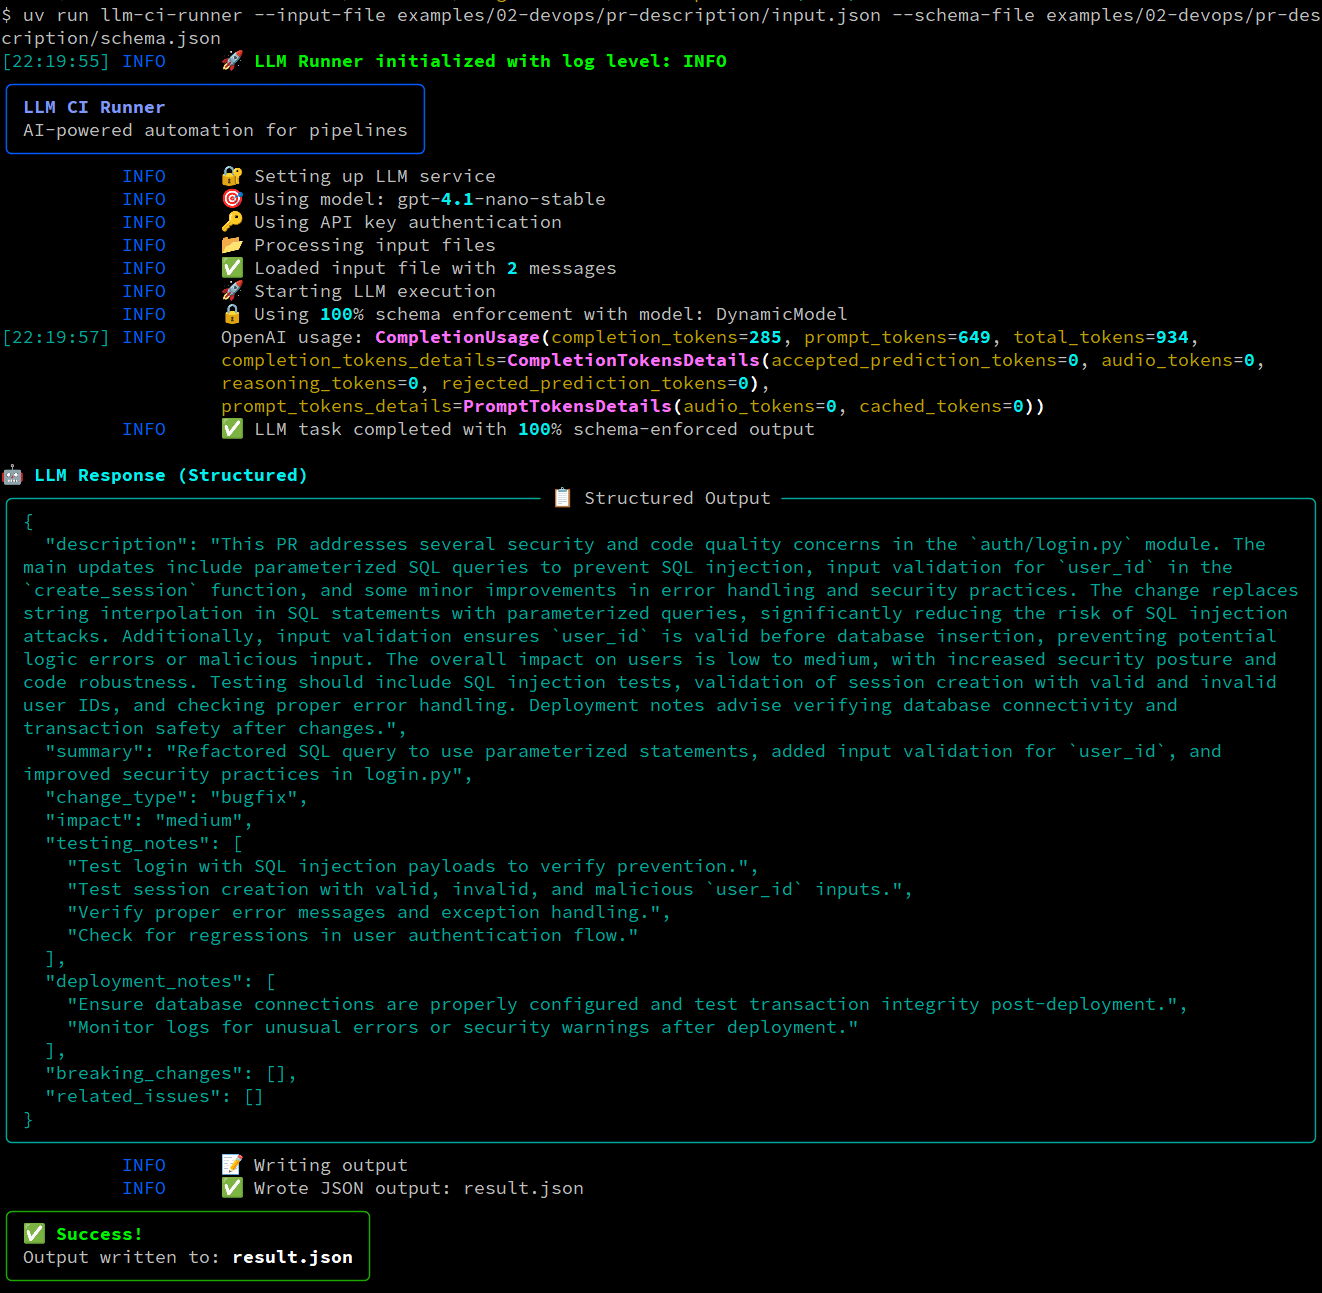 $ uv run llm-ci-runner --input-file examples/02-devops/pr-description/input.json --schema-file examples/02-devops/pr-des
cription/schema.json
[22:19:55] INFO 🚀 LLM Runner initialized with log level: INFO
LLM CI Runner
AI-powered automation for pipelines
INFO 🔐 Setting up LLM service
INFO 🎯 Using model: gpt-4.1-nano-stable
INFO 🔑 Using API key authentication
INFO 📂 Processing input files
INFO ✅ Loaded input file with 2 messages
INFO 🚀 Starting LLM execution
INFO 🔒 Using 100% schema enforcement with model: DynamicModel
[22:19:57] INFO OpenAI usage: CompletionUsage(completion_tokens=285, prompt_tokens=649, total_tokens=934,
completion_tokens_details=CompletionTokensDetails(accepted_prediction_tokens=0, audio_tokens=0,
reasoning_tokens=0, rejected_prediction_tokens=0),
prompt_tokens_details=PromptTokensDetails(audio_tokens=0, cached_tokens=0))
INFO ✅ LLM task completed with 100% schema-enforced output
🤖 LLM Response (Structured)
📋 Structured Output
{
"description": "This PR addresses several security and code quality concerns in the `auth/login.py` module. The
main updates include parameterized SQL queries to prevent SQL injection, input validation for `user_id` in the
`create_session` function, and some minor improvements in error handling and security practices. The change replaces
string interpolation in SQL statements with parameterized queries, significantly reducing the risk of SQL injection
attacks. Additionally, input validation ensures `user_id` is valid before database insertion, preventing potential
logic errors or malicious input. The overall impact on users is low to medium, with increased security posture and
code robustness. Testing should include SQL injection tests, validation of session creation with valid and invalid
user IDs, and checking proper error handling. Deployment notes advise verifying database connectivity and
transaction safety after changes.",
"summary": "Refactored SQL query to use parameterized statements, added input validation for `user_id`, and
improved security practices in login.py",
"change_type": "bugfix",
"impact": "medium",
"testing_notes": [
"Test login with SQL injection payloads to verify prevention.",
"Test session creation with valid, invalid, and malicious `user_id` inputs.",
"Verify proper error messages and exception handling.",
"Check for regressions in user authentication flow."
],
"deployment_notes": [
"Ensure database connections are properly configured and test transaction integrity post-deployment.",
"Monitor logs for unusual errors or security warnings after deployment."
],
"breaking_changes": [],
"related_issues": []
}
INFO 📝 Writing output
INFO ✅ Wrote JSON output: result.json
✅ Success!
Output written to: result.json